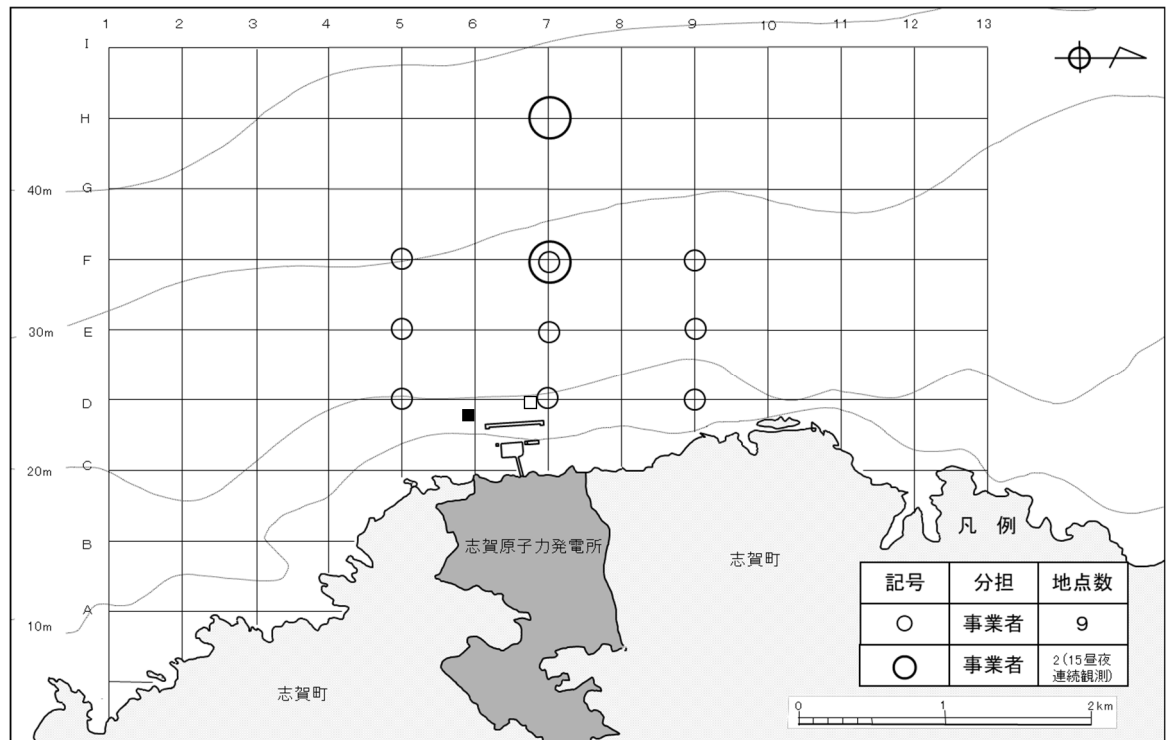 1 2 3 4 5 6 7 8 9 10 11 12 13
I
H
40m G
F
30m E
D
20m C
B
10m A
志賀原子力発電所
志賀町
志賀町
凡 例
記号 分担 地点数
○ 事業者 9
○ 事業者 2(15昼夜
連続観測)
0 1 2km